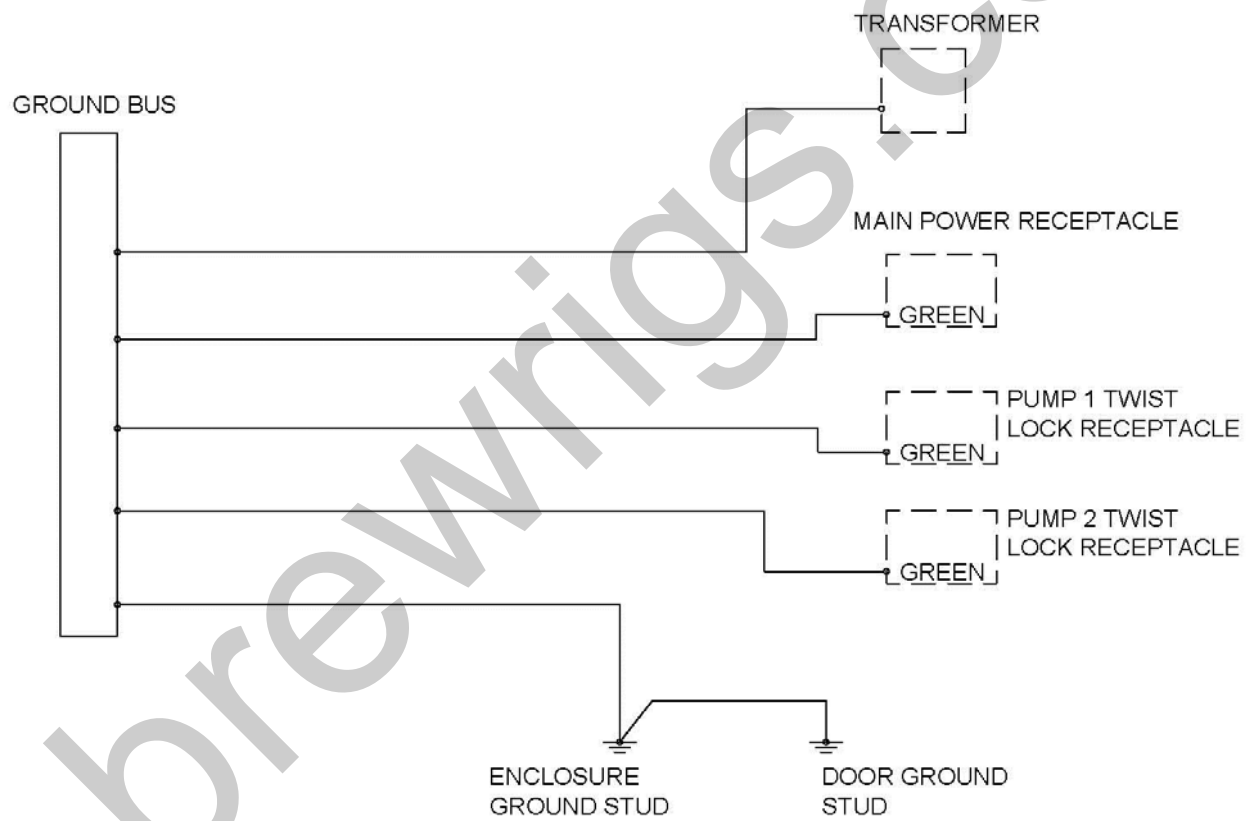 TRANSFORMER
GROUND BUS
MAIN POWER RECEPTACLE
GREEN
PUMP 1 TWIST
LOCK RECEPTACLE
GREEN
PUMP 2 TWIST
LOCK RECEPTACLE
GREEN
ENCLOSURE
GROUND STUD
DOOR GROUND
STUD
brewrigs.c